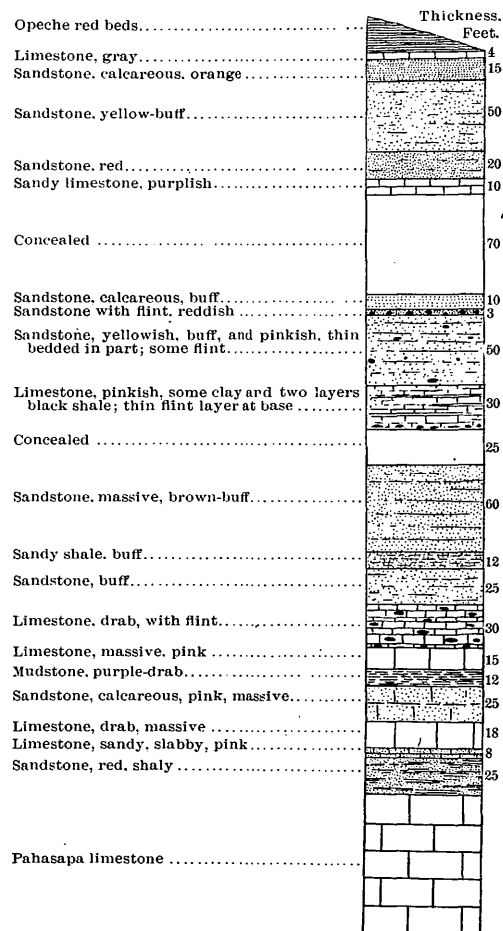 Thickness.
Feet.
Opeche red beds
4
Limestone, gray
15
Sandstone, calcareous, orange
Sandstone, yellow-buff
50
Sandstone, red
20
Sandy limestone, purplish
10
Concealed
70
Sandstone, calcareous, buff
10
Sandstone with flint, reddish
3
Sandstone, yellowish, buff, and pinkish, thin
bedded in part; some flint
50
Limestone, pinkish, some clay and two layers
black shale; thin flint layer at base
30
Concealed
25
Sandstone, massive, brown-buff
60
Sandy shale, buff
12
Sandstone, buff
25
Limestone, drab, with flint
30
Limestone, massive, pink
15
Mudstone, purple-drab
12
Sandstone, calcareous, pink, massive
25
Limestone, drab, massive
18
Limestone, sandy, slabby, pink
8
Sandstone, red, shaly
25
Pahasapa limestone